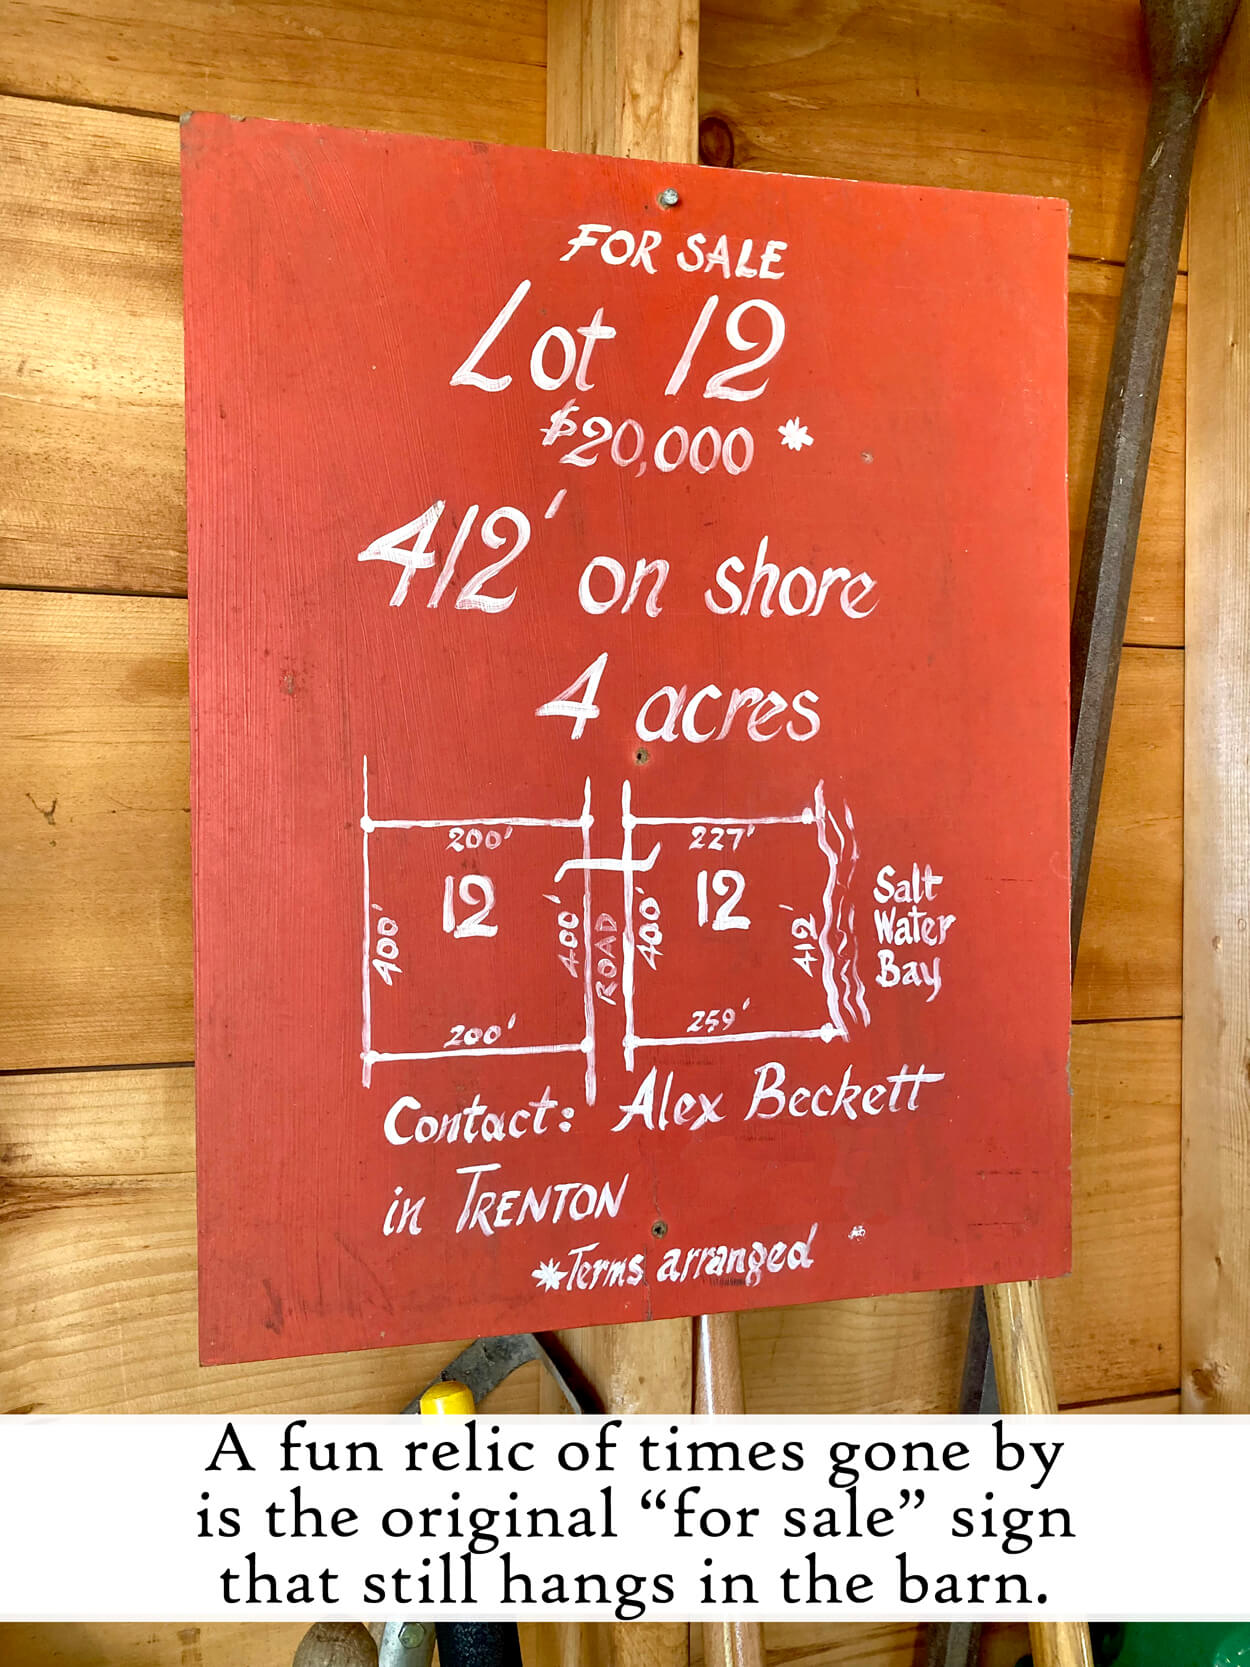 FOR SALE
Lot 12
$20,000 *
412' on shore
4 acres
200'
12
400'
400'
200'
ROAD
227'
12
400'
412'
259'
Salt
Water
Bay
Contact: Alex Beckett
in TRENTON
*Terms arranged
A fun relic of times gone by
is the original “for sale” sign
that still hangs in the barn.